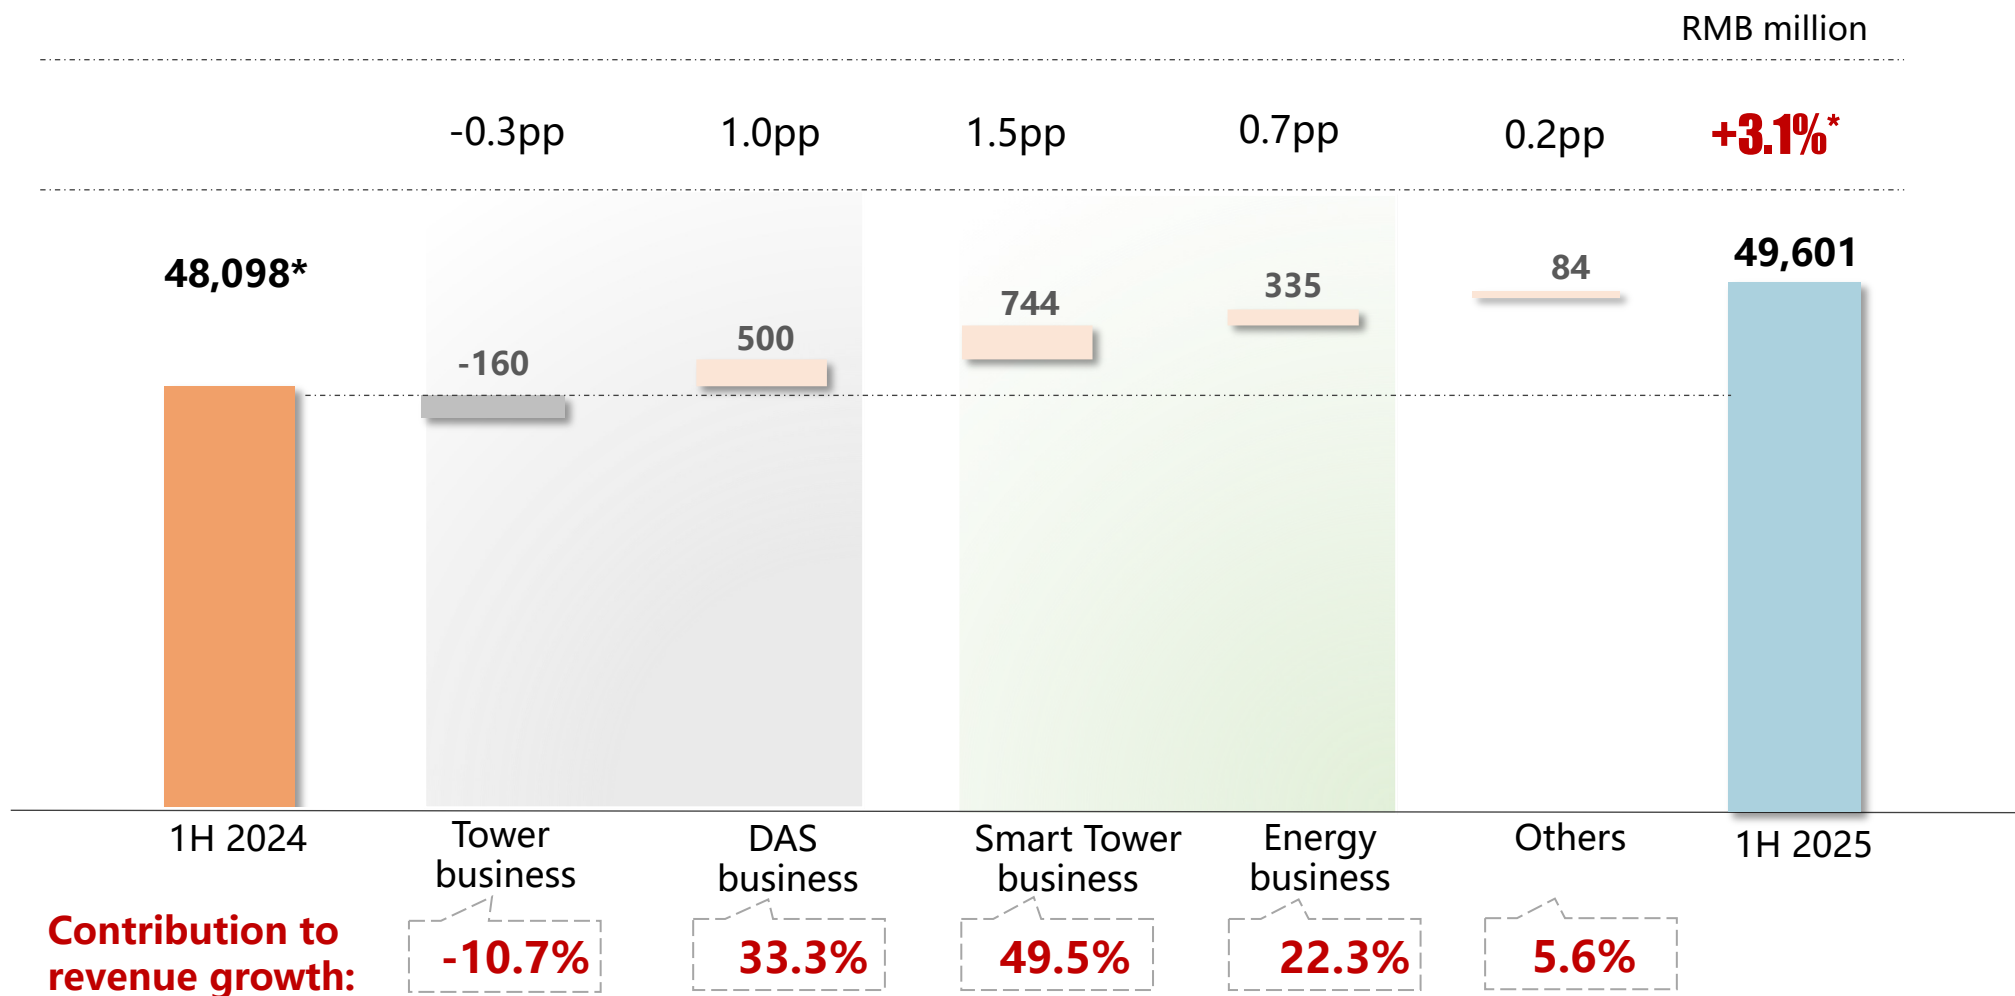 RMB million
-0.3pp 1.0pp 1.5pp 0.7pp 0.2pp +3.1%*
48,098*
-160
500
744
335
84
49,601
1H 2024
Tower
business
DAS
business
Smart Tower
business
Energy
business
Others
1H 2025
Contribution to
revenue growth:
-10.7% 33.3% 49.5% 22.3% 5.6%